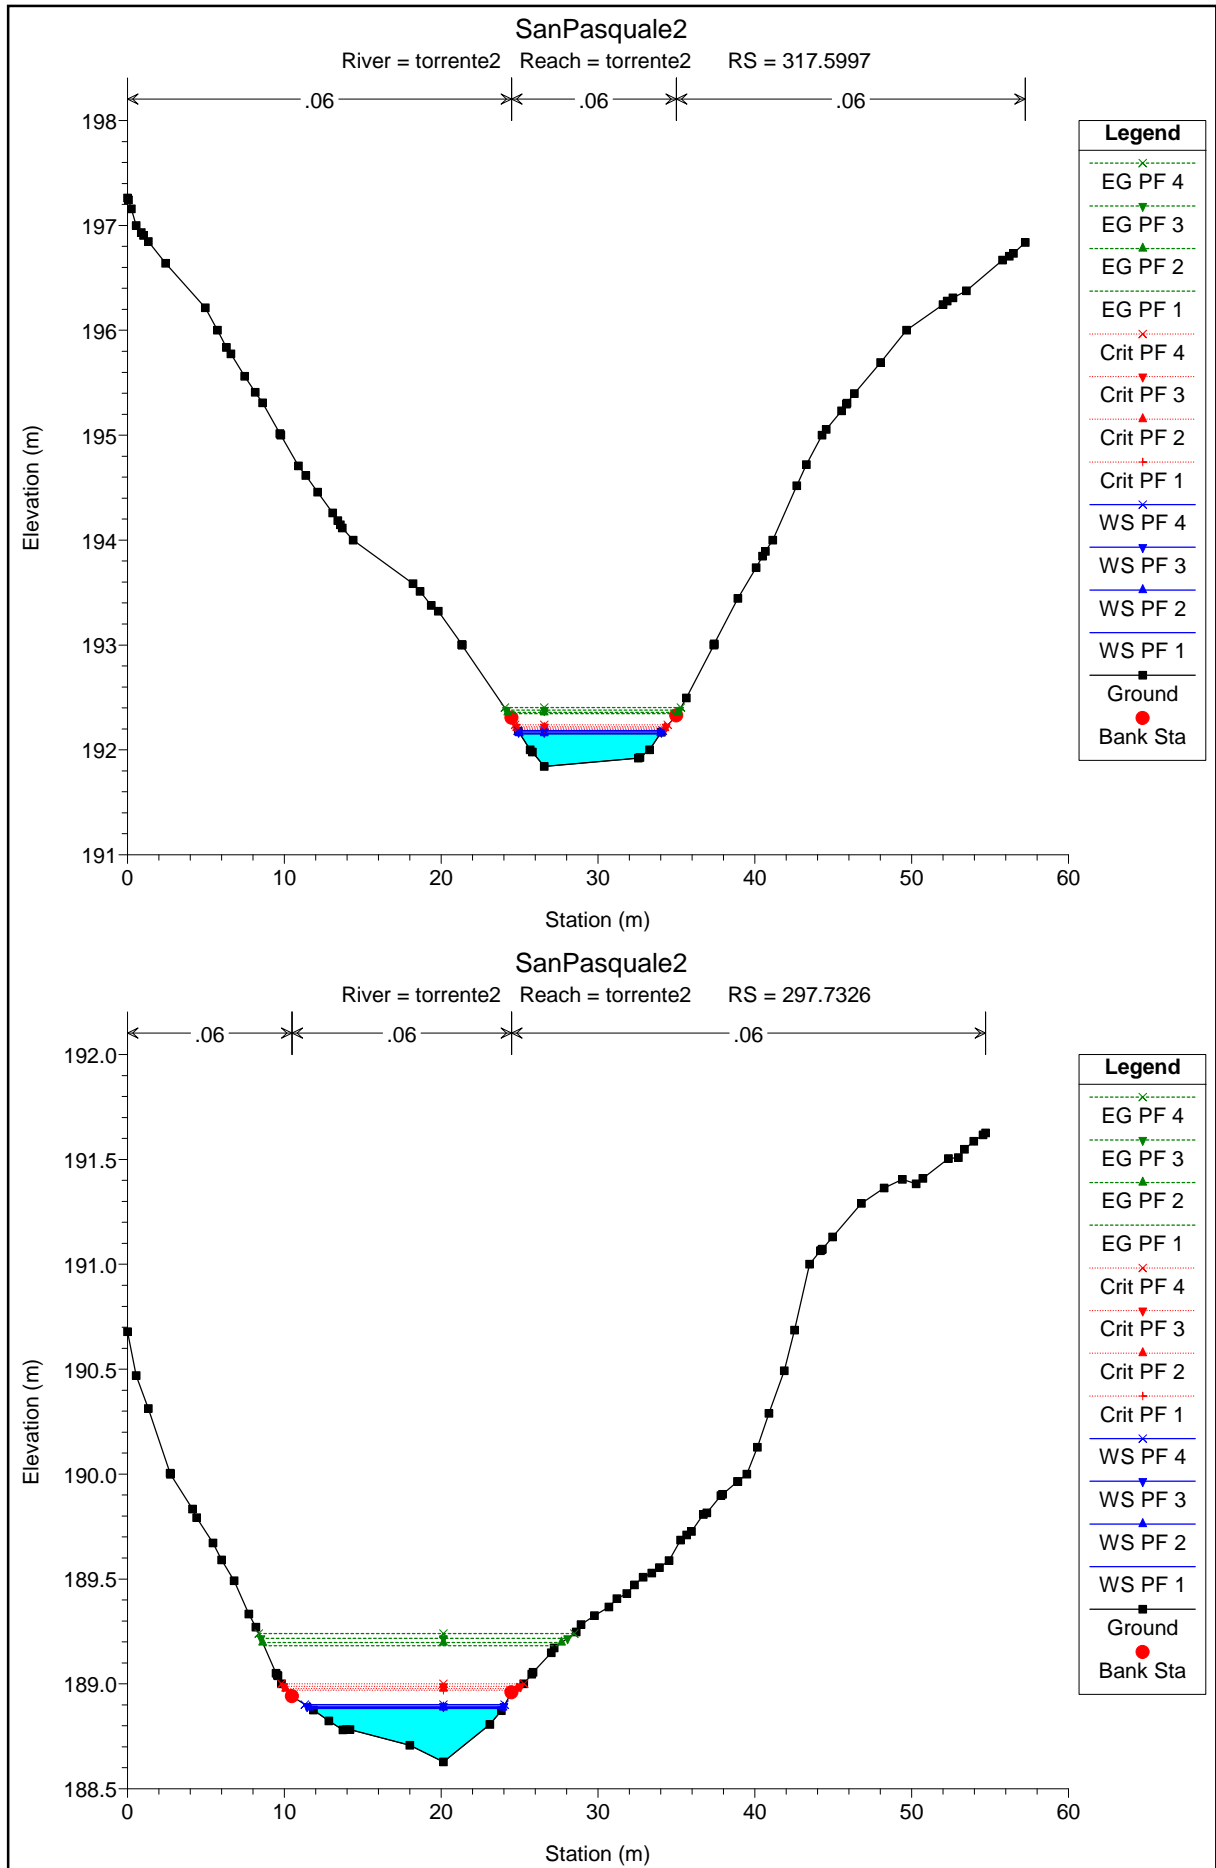 SanPasquale2
River = torrente2 Reach = torrente2 RS = 317.5997
.06 .06 .06
198
197
196
195
194
193
192
191
Elevation (m)
0 10 20 30 40 50 60
Station (m)
Legend
EG PF 4
EG PF 3
EG PF 2
EG PF 1
Crit PF 4
Crit PF 3
Crit PF 2
Crit PF 1
WS PF 4
WS PF 3
WS PF 2
WS PF 1
Ground
Bank Sta
SanPasquale2
River = torrente2 Reach = torrente2 RS = 297.7326
.06 .06 .06
192.0
191.5
191.0
190.5
190.0
189.5
189.0
188.5
Elevation (m)
0 10 20 30 40 50 60
Station (m)
Legend
EG PF 4
EG PF 3
EG PF 2
EG PF 1
Crit PF 4
Crit PF 3
Crit PF 2
Crit PF 1
WS PF 4
WS PF 3
WS PF 2
WS PF 1
Ground
Bank Sta